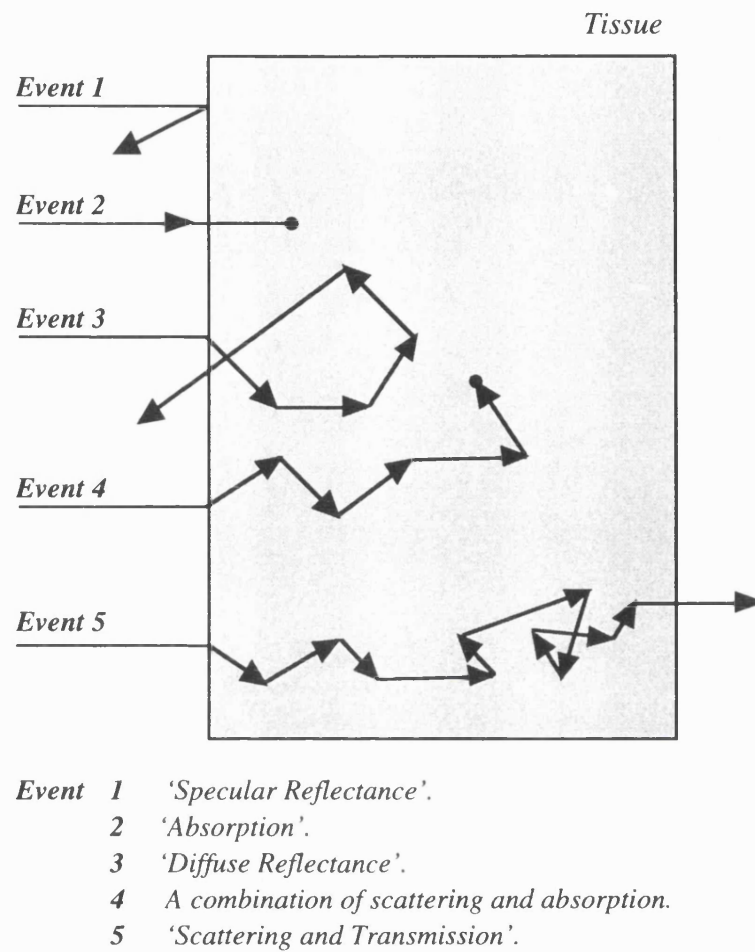 Tissue
Event 1
Event 2
Event 3
Event 4
Event 5
Event 1 'Specular Reflectance'.
2 'Absorption'.
3 'Diffuse Reflectance'.
4 A combination of scattering and absorption.
5 'Scattering and Transmission'.